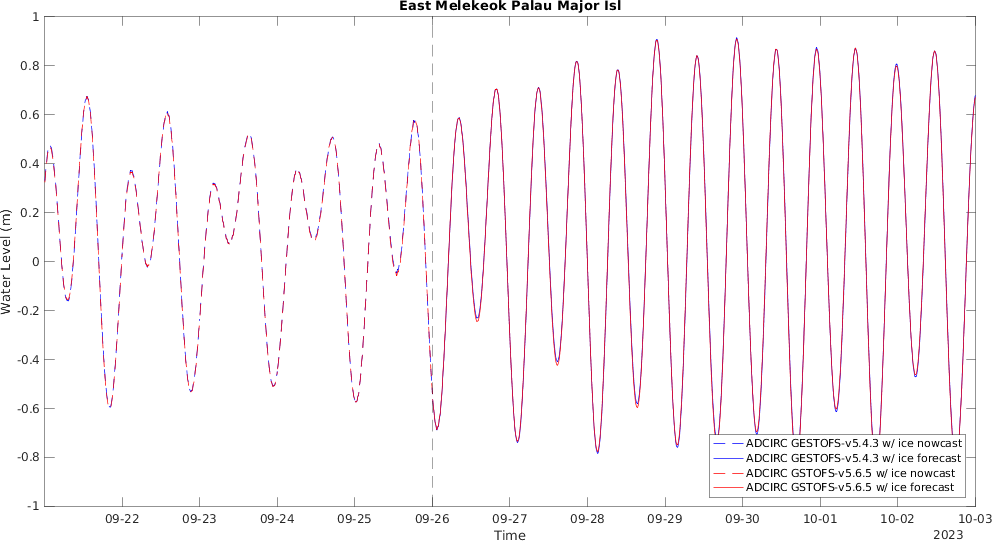 East Melekeok Palau Major Isl
1
0.8
0.6
0.4
0.2
0
-0.2
-0.4
-0.6
-0.8
-1
Water Level (m)
ADCIRC GESTOFS-v5.4.3 w/ ice nowcast
ADCIRC GESTOFS-v5.4.3 w/ ice forecast
ADCIRC GSTOFS-v5.6.5 w/ ice nowcast
ADCIRC GSTOFS-v5.6.5 w/ ice forecast
09-22 09-23 09-24 09-25 09-26 09-27 09-28 09-29 09-30 10-01 10-02 10-03
Time
2023